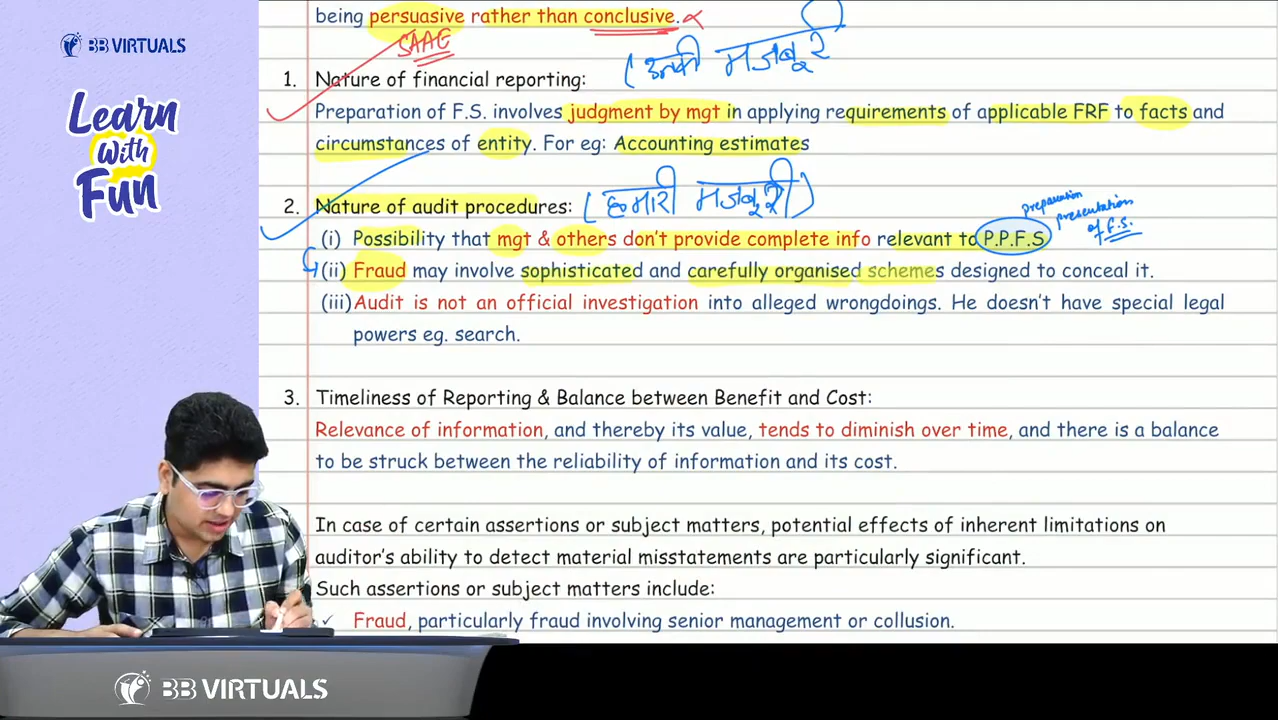 being persuasive rather than conclusive.
BB VIRTUALS
SAAE
(उनकी मजबूरी
Learn
With
Fun
1. Nature of financial reporting:
Preparation of F.S. involves judgment by mgt in applying requirements of applicable FRF to facts and
circumstances of entity. For eg: Accounting estimates
2. Nature of audit procedures: (हमारी मजबूरी)
preparation
presentation
of F.S.
(i) Possibility that mgt & others don't provide complete info relevant to P.P.F.S
(ii) Fraud may involve sophisticated and carefully organised schemes designed to conceal it.
(iii) Audit is not an official investigation into alleged wrongdoings. He doesn't have special legal
powers eg. search.
3. Timeliness of Reporting & Balance between Benefit and Cost:
Relevance of information, and thereby its value, tends to diminish over time, and there is a balance
to be struck between the reliability of information and its cost.
In case of certain assertions or subject matters, potential effects of inherent limitations on
auditor's ability to detect material misstatements are particularly significant.
Such assertions or subject matters include:
✓ Fraud, particularly fraud involving senior management or collusion.
BB VIRTUALS